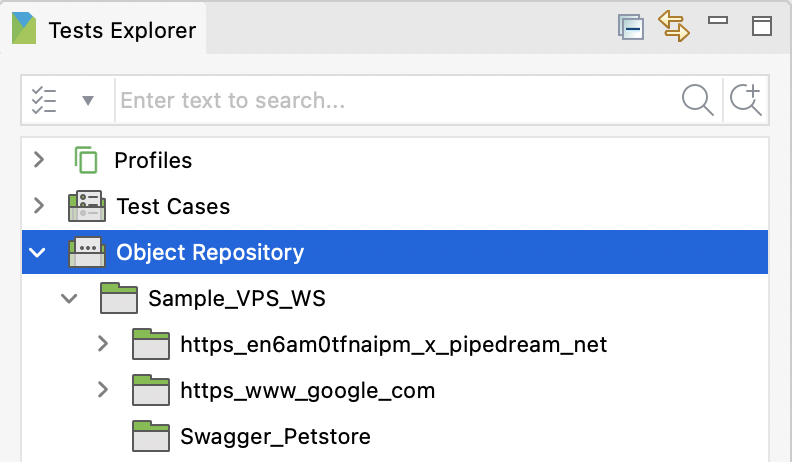 Tests Explorer
Enter text to search...
Profiles
Test Cases
Object Repository
Sample_VPS_WS
https_en6am0tfnaipm_x_pipedream_net
https_www_google_com
Swagger_Petstore